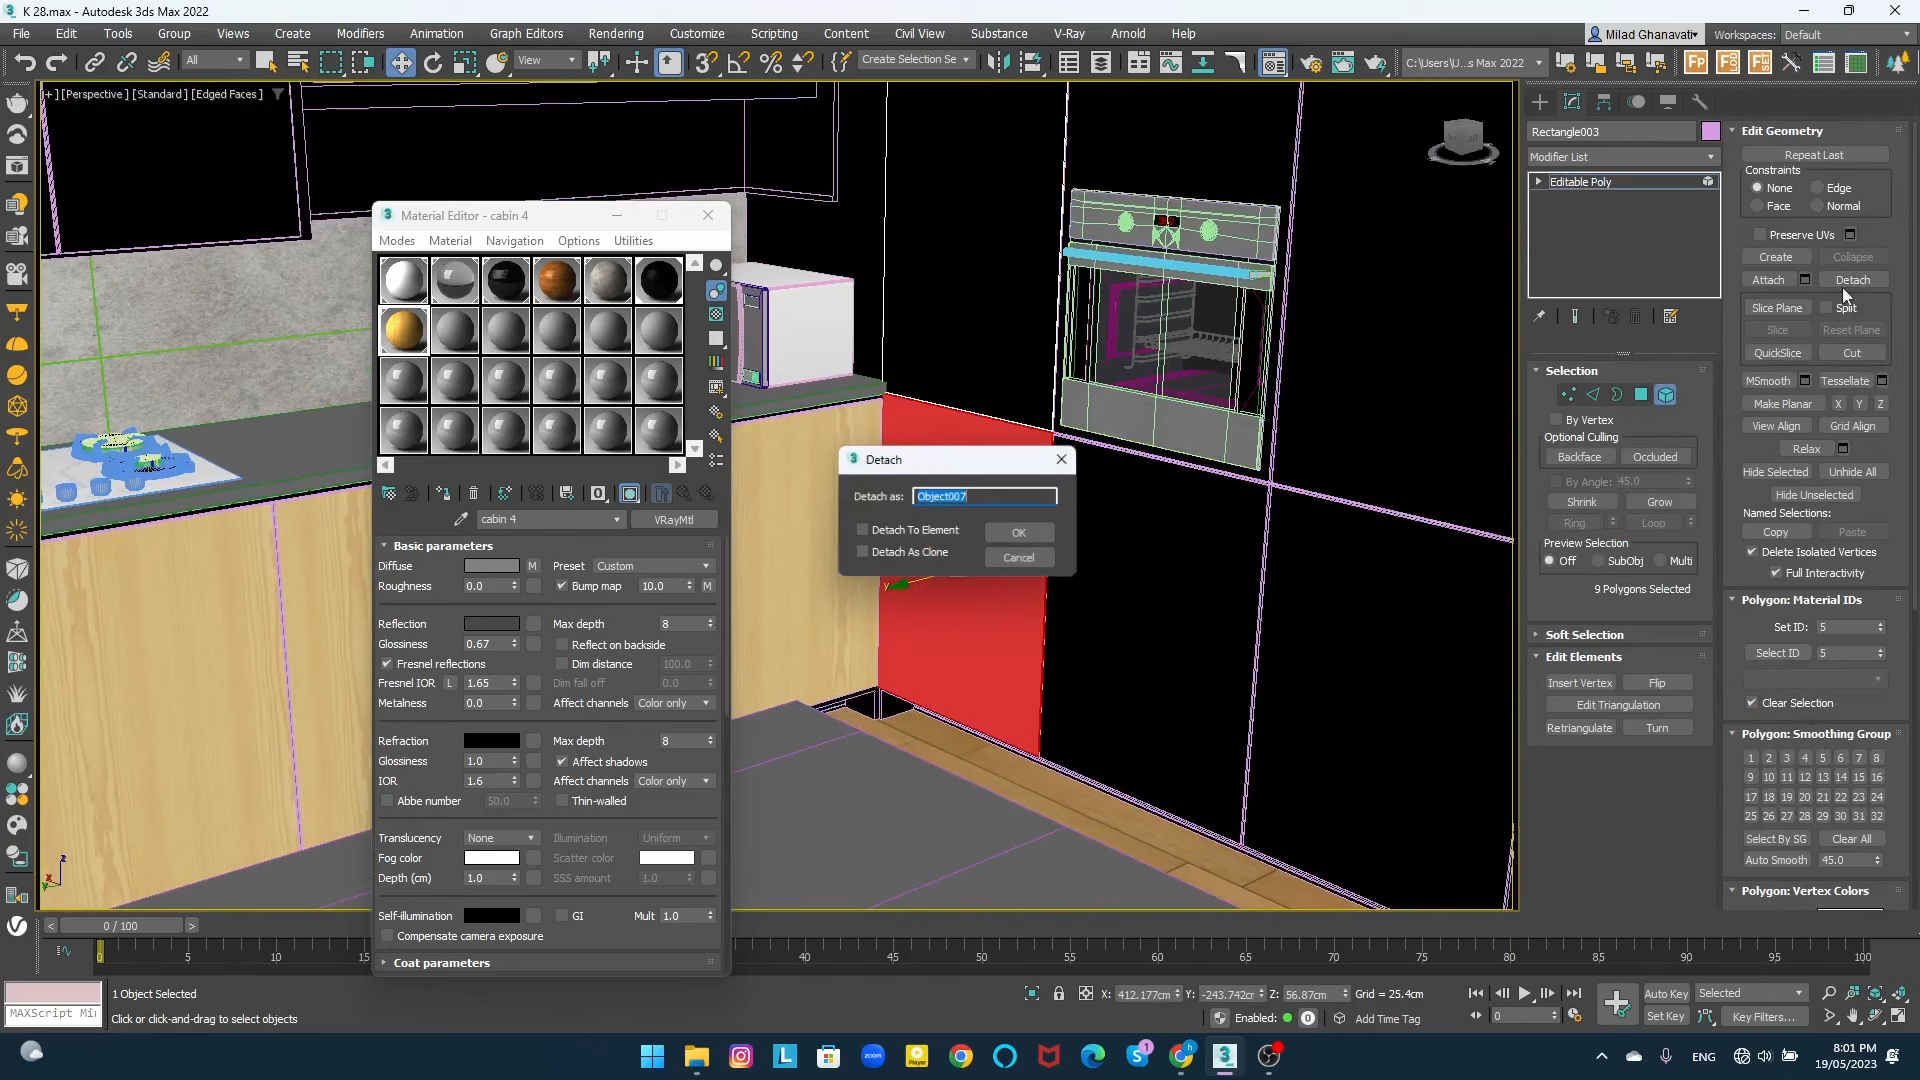 K 28.max - Autodesk 3ds Max 2022
File Edit Tools Group Views Create Modifiers Animation Graph Editors Rendering Customize Scripting Content Civil View Substance V-Ray Arnold Help
Milad Ghanavati Workspaces: Default
All View Create Selection Se C:\Users\U...s Max 2022
[+] [Perspective] [Standard] [Edged Faces]
Rectangle003
Modifier List
Editable Poly
Selection
By Vertex
Optional Culling
Backface Occluded
By Angle: 45.0
Shrink Grow
Ring Loop
Preview Selection
Off SubObj Multi
9 Polygons Selected
Soft Selection
Edit Elements
Insert Vertex Flip
Edit Triangulation
Retriangulate Turn
Edit Geometry
Repeat Last
Constraints
None Edge
Face Normal
Preserve UVs
Create Collapse
Attach Detach
Slice Plane Split
Slice Reset Plane
QuickSlice Cut
MSmooth Tessellate
Make Planar X Y Z
View Align Grid Align
Relax
Hide Selected Unhide All
Hide Unselected
Named Selections:
Copy Paste
Delete Isolated Vertices
Full Interactivity
Polygon: Material IDs
Set ID: 5
Select ID 5
Clear Selection
Polygon: Smoothing Group
1 2 3 4 5 6 7 8
9 10 11 12 13 14 15 16
17 18 19 20 21 22 23 24
25 26 27 28 29 30 31 32
Select By SG Clear All
Auto Smooth 45.0
Polygon: Vertex Colors
Material Editor - cabin 4
Modes Material Navigation Options Utilities
cabin 4 VRayMtl
Basic parameters
Diffuse M Preset Custom
Roughness 0.0 Bump map 10.0 M
Reflection Max depth 8
Glossiness 0.67 Reflect on backside
Fresnel reflections Dim distance 100.0
Fresnel IOR L 1.65 Dim fall off 0.0
Metalness 0.0 Affect channels Color only
Refraction Max depth 8
Glossiness 1.0 Affect shadows
IOR 1.6 Affect channels Color only
Abbe number 50.0 Thin-walled
Translucency None Illumination Uniform
Fog color Scatter color
Depth (cm) 1.0 SSS amount 1.0
Self-illumination GI Mult 1.0
Compensate camera exposure
Coat parameters
Detach
Detach as: Object007
Detach To Element OK
Detach As Clone Cancel
0 / 100
0 5 10 15 40 45 50 55 60 65 70 75 80 85 90 95 100
1 Object Selected
X: 412.177cm Y: -243.742cr Z: 56.87cm Grid = 25.4cm
Auto Key Selected
MAXScript Mi
Click or click-and-drag to select objects
Enabled: 0 Add Time Tag
0 Set Key Key Filters...
ENG
8:01 PM
19/05/2023